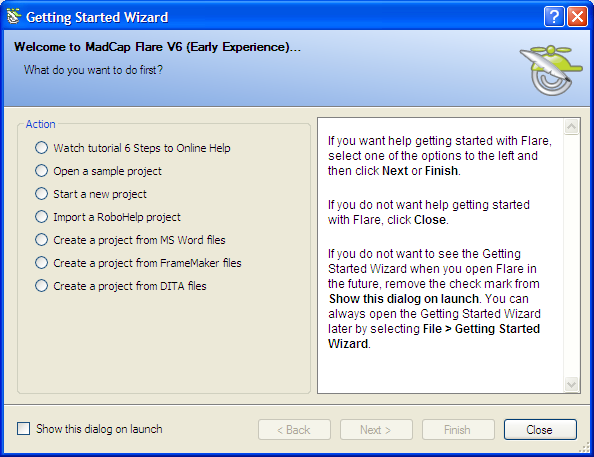 Getting Started Wizard
Welcome to MadCap Flare V6 (Early Experience)...
What do you want to do first?
Action
Watch tutorial 6 Steps to Online Help
Open a sample project
Start a new project
Import a RoboHelp project
Create a project from MS Word files
Create a project from FrameMaker files
Create a project from DITA files
If you want help getting started with Flare,
select one of the options to the left and
then click Next or Finish.
If you do not want help getting started
with Flare, click Close.
If you do not want to see the Getting
Started Wizard when you open Flare in
the future, remove the check mark from
Show this dialog on launch. You can
always open the Getting Started Wizard
later by selecting File > Getting Started
Wizard.
Show this dialog on launch
< Back
Next >
Finish
Close